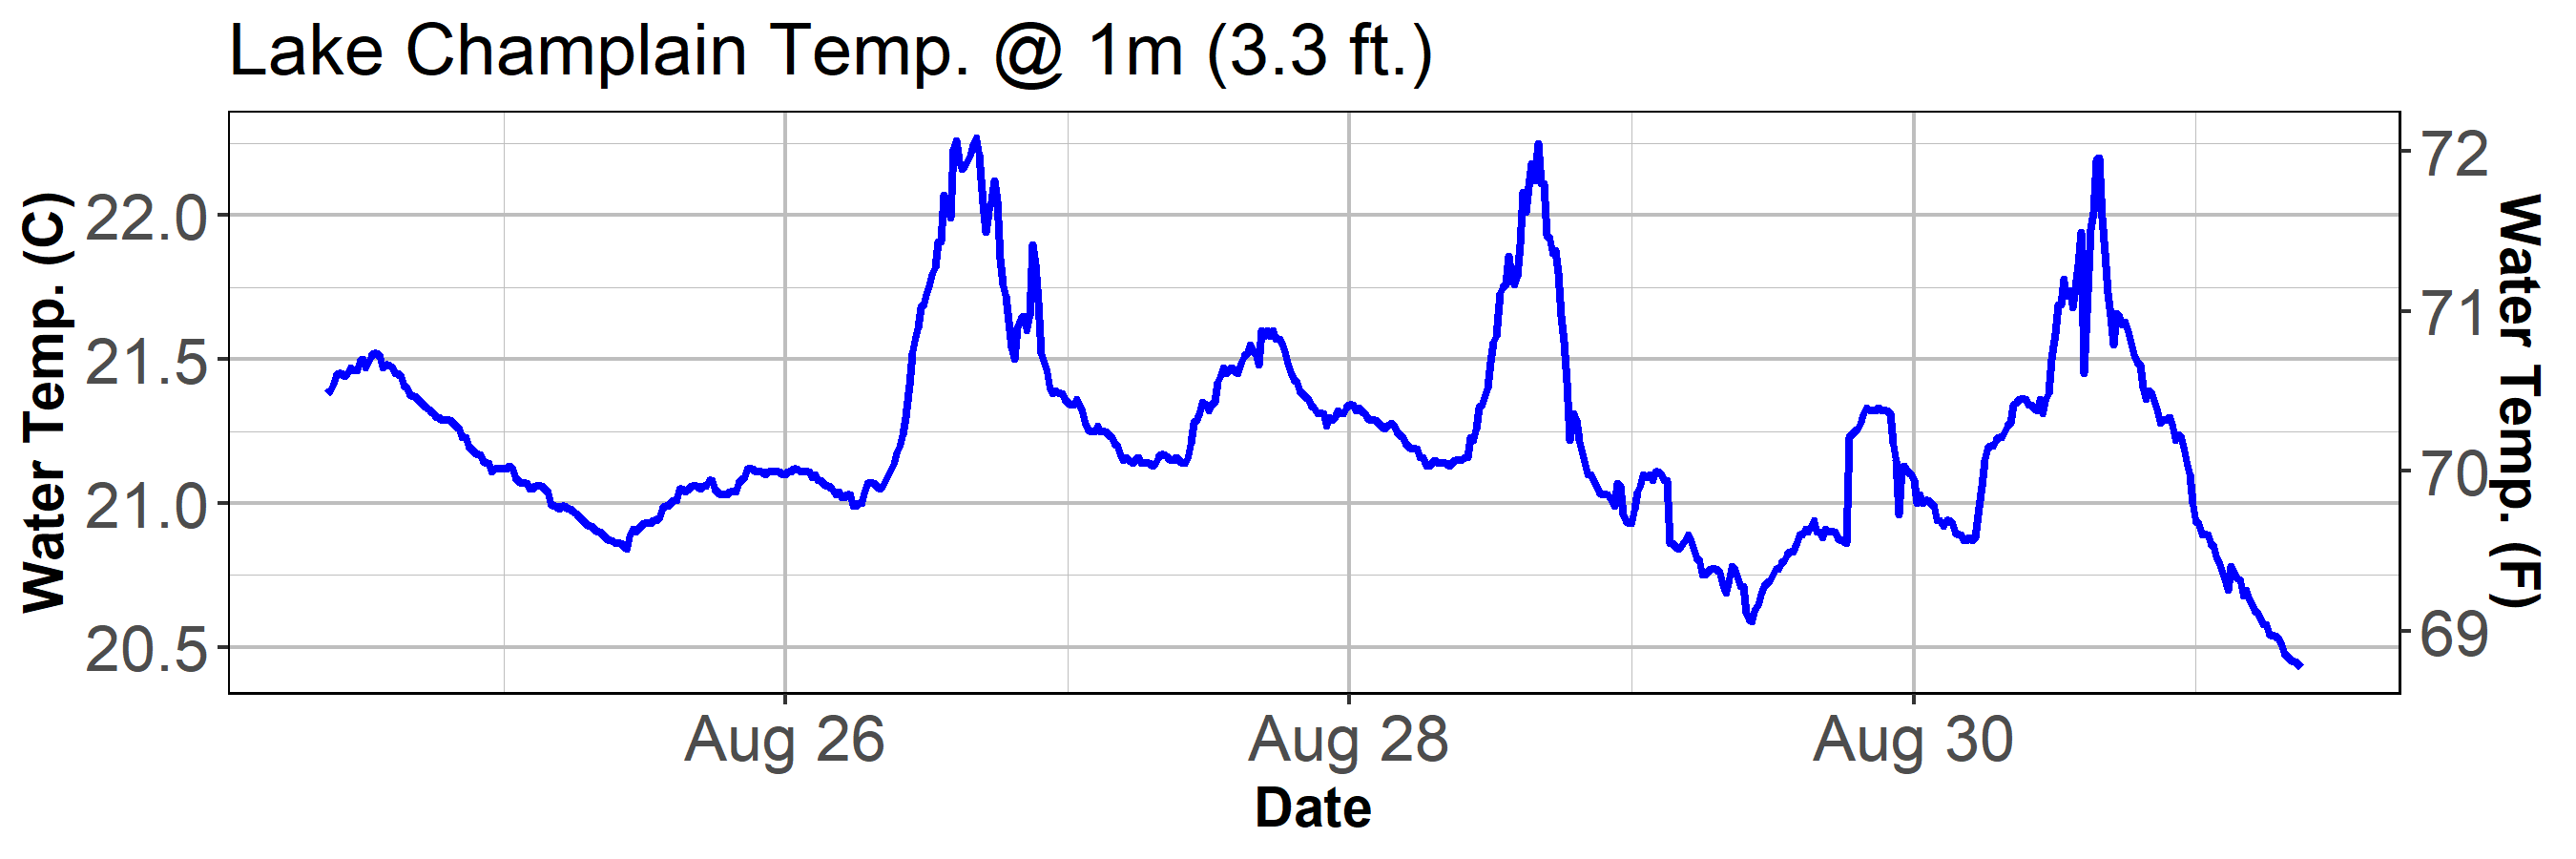 Lake Champlain Temp. @ 1m (3.3 ft.)
Water Temp. (C)
22.0
21.5
21.0
20.5
72
71
70
69
Water Temp. (F)
Aug 26
Aug 28
Aug 30
Date